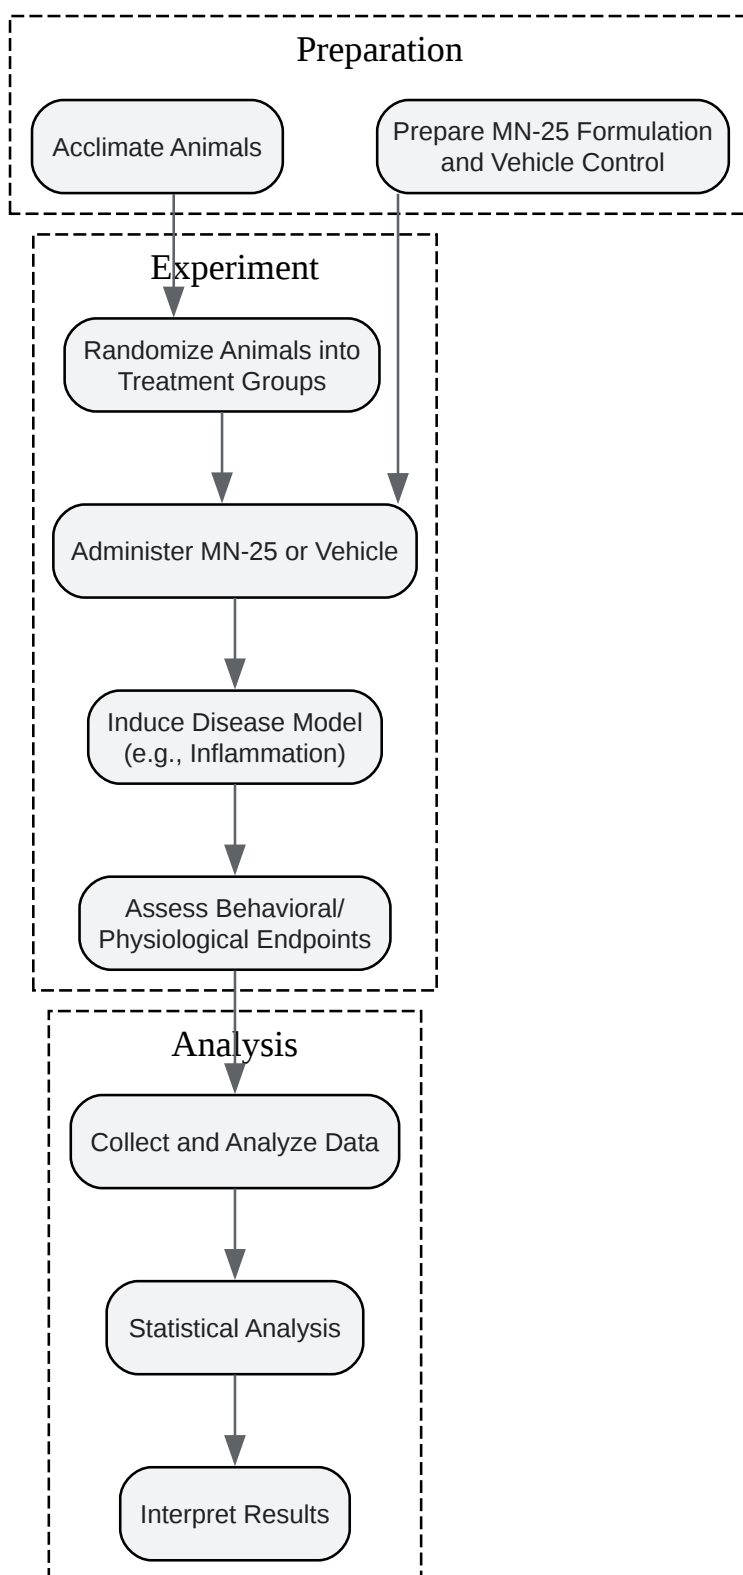 Preparation
Acclimate Animals
Prepare MN-25 Formulation
and Vehicle Control
Experiment
Randomize Animals into
Treatment Groups
Administer MN-25 or Vehicle
Induce Disease Model
(e.g., Inflammation)
Assess Behavioral/
Physiological Endpoints
Analysis
Collect and Analyze Data
Statistical Analysis
Interpret Results